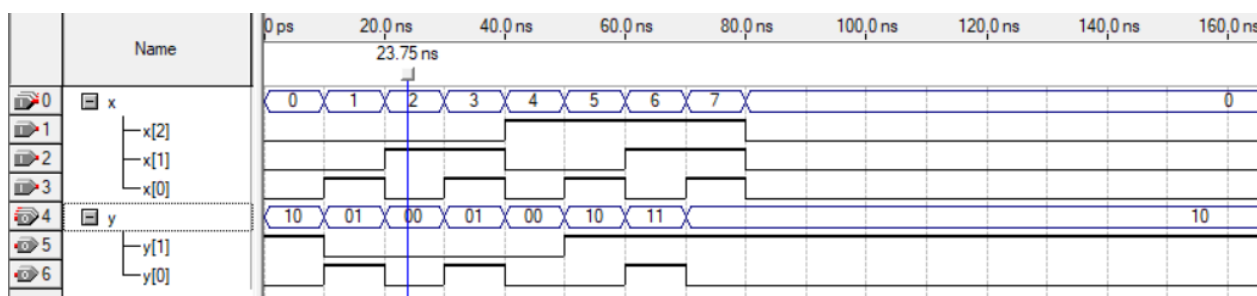 Name
0 ps 20.0 ns 40.0 ns 60.0 ns 80.0 ns 100.0 ns 120.0 ns 140.0 ns 160.0 ns
23.75 ns
0 x 0 1 2 3 4 5 6 7 0
1 x[2]
2 x[1]
3 x[0]
4 y 10 01 00 01 00 10 11 10
5 y[1]
6 y[0]